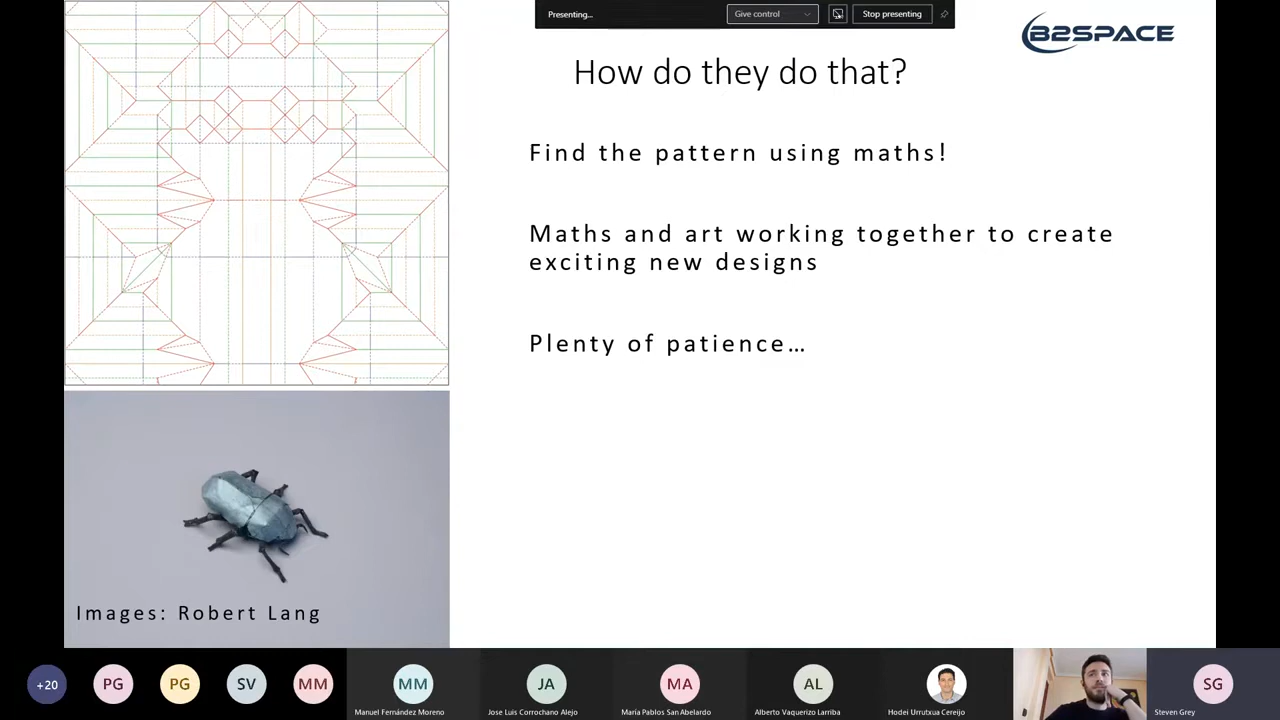 Presenting...
Give control
Stop presenting
B2SPACE
How do they do that?
Find the pattern using maths!
Maths and art working together to create
exciting new designs
Plenty of patience…
Images: Robert Lang
+20
PG
PG
SV
MM
MM
JA
MA
AL
SG
Manuel Fernández Moreno
Jose Luis Corrochano Alejo
María Pablos San Abelardo
Alberto Vaquerizo Larriba
Hodei Urrutxua Cereijo
Steven Grey